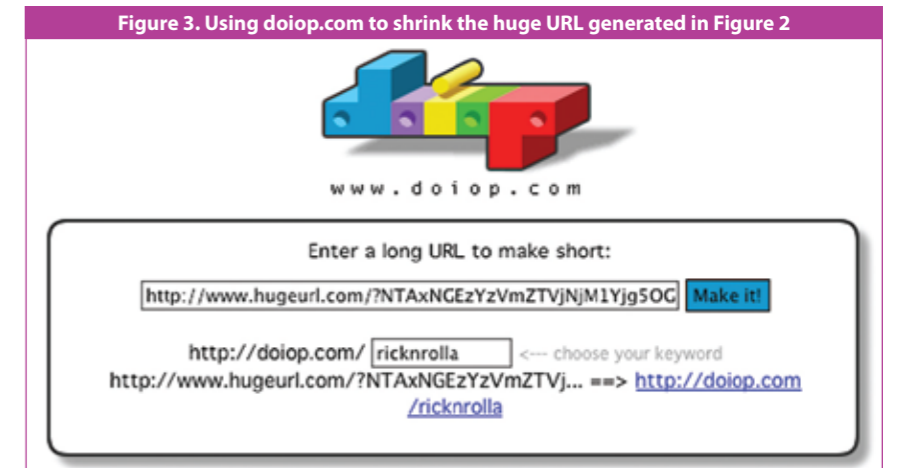 Figure 3. Using doiop.com to shrink the huge URL generated in Figure 2
www.doiop.com
Enter a long URL to make short:
http://www.hugeurl.com/?NTAxNGEzYzVmZTVjNjM1Yjg5OG Make it!
http://doiop.com/ ricknrolla <--- choose your keyword
http://www.hugeurl.com/?NTAxNGEzYzVmZTVj... ==> http://doiop.com
/ricknrolla